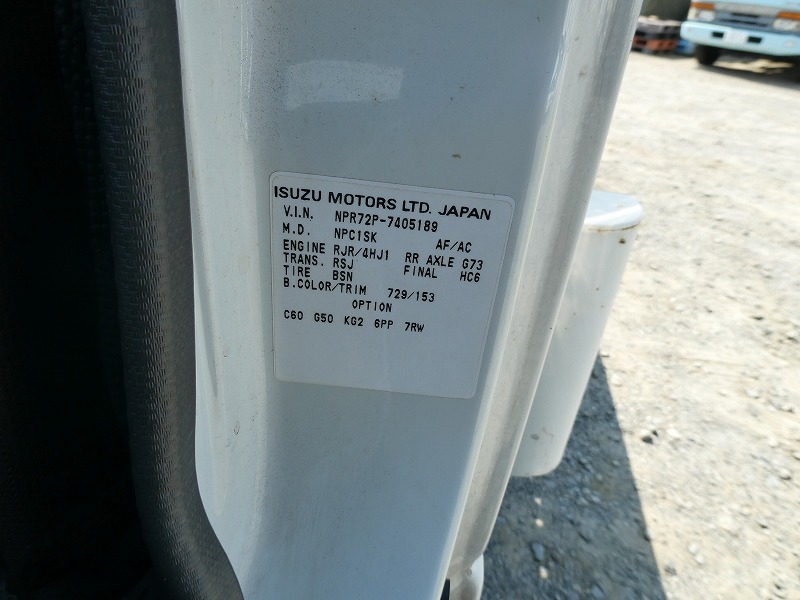 ISUZU MOTORS LTD. JAPAN
V.I.N. NPR72P-7405189
M.D. NPC1SK AF/AC
ENGINE RJR/4HJ1 RR AXLE G73
TRANS. RSJ FINAL HC6
TIRE BSN
B.COLOR/TRIM 729/153
OPTION
C60 G50 KG2 6PP 7RW